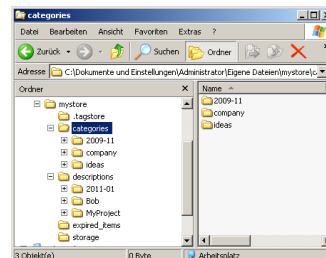 categories
Datei Bearbeiten Ansicht Favoriten Extras ?
Zurück Suchen Ordner
Adresse C:\Dokumente und Einstellungen\Administrator\Eigene Dateien\mystore\c
Ordner Name
mystore
.tagstore
categories
2009-11
company
ideas
descriptions
2011-01
Bob
MyProject
expired_items
storage
2009-11
company
ideas
3 Objekt(e) 0 Byte Arbeitsplatz